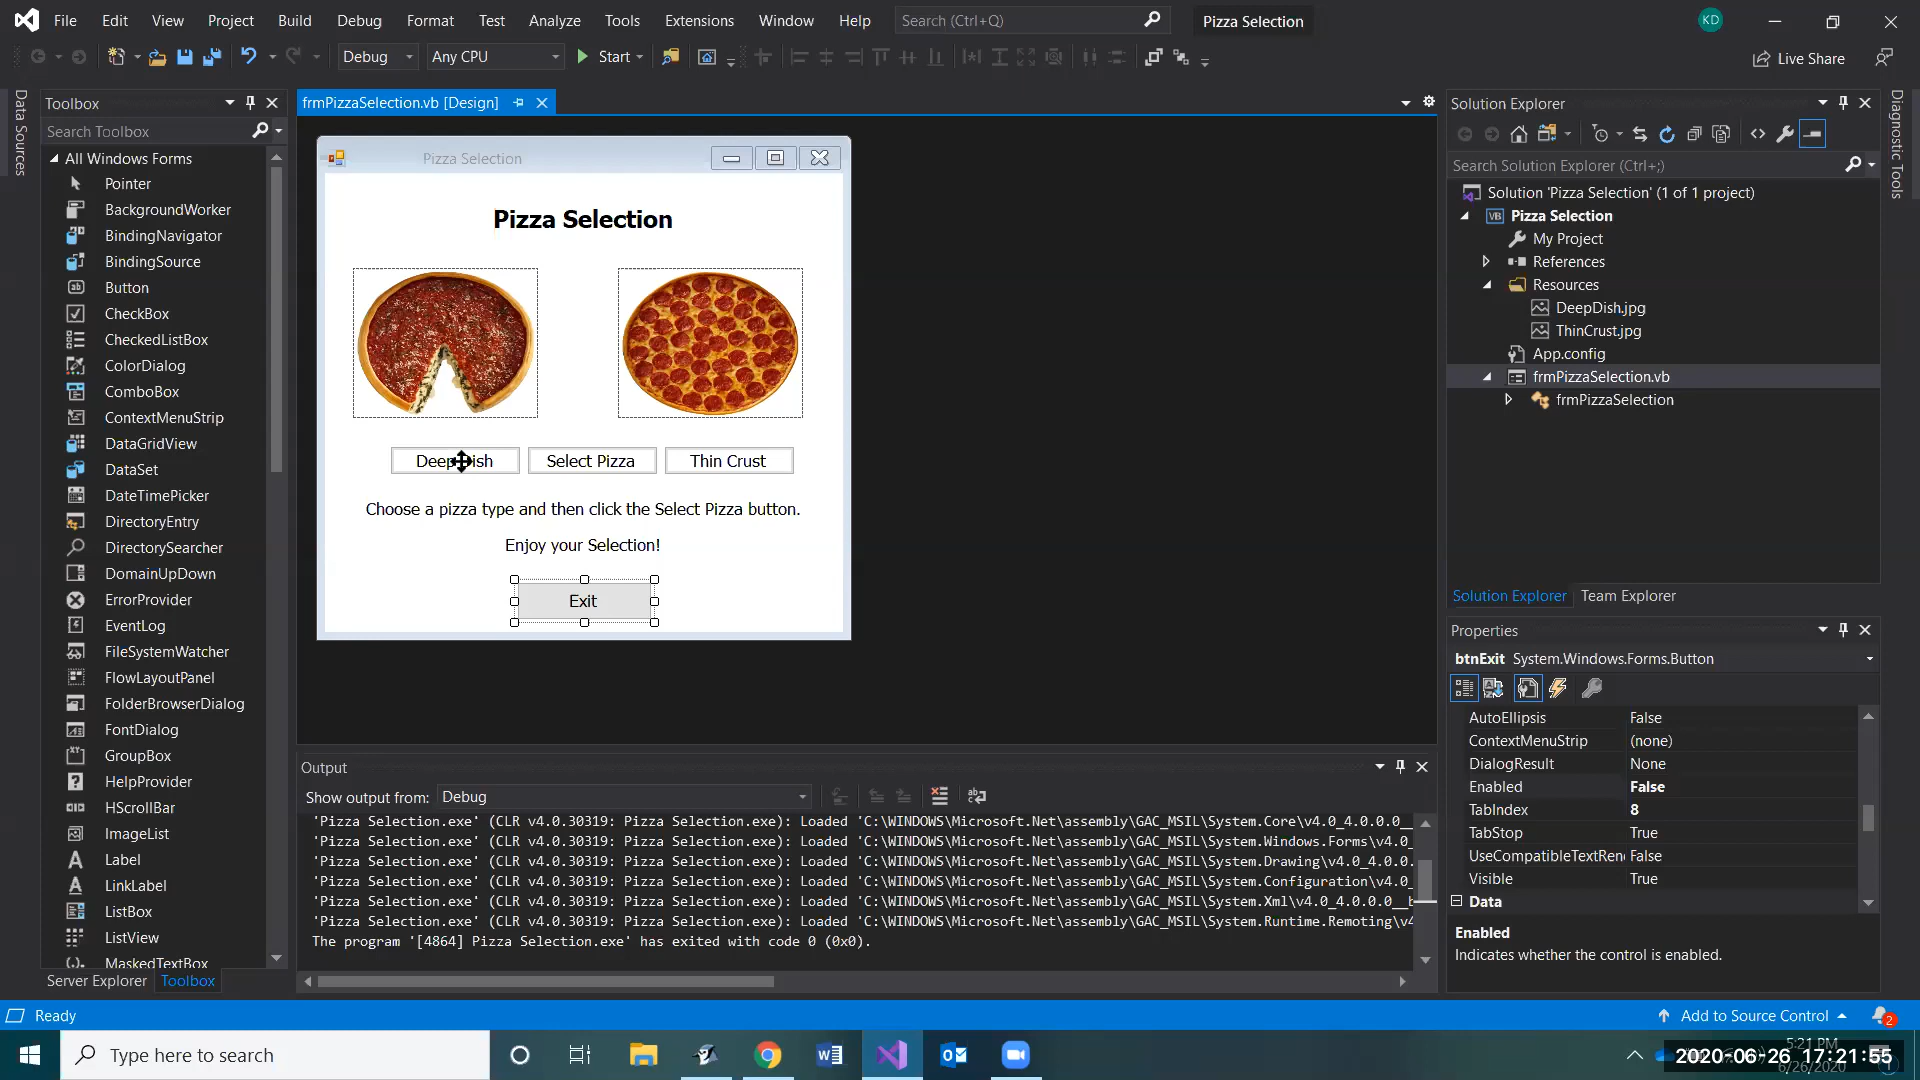 File Edit View Project Build Debug Format Test Analyze Tools Extensions Window Help Search (Ctrl+Q) Pizza Selection KD
Debug Any CPU Start Live Share
Data Sources
Toolbox
Search Toolbox
All Windows Forms
Pointer
BackgroundWorker
BindingNavigator
BindingSource
Button
CheckBox
CheckedListBox
ColorDialog
ComboBox
ContextMenuStrip
DataGridView
DataSet
DateTimePicker
DirectoryEntry
DirectorySearcher
DomainUpDown
ErrorProvider
EventLog
FileSystemWatcher
FlowLayoutPanel
FolderBrowserDialog
FontDialog
GroupBox
HelpProvider
HScrollBar
ImageList
Label
LinkLabel
ListBox
ListView
MaskedTextBox
Server Explorer Toolbox
frmPizzaSelection.vb [Design]
Pizza Selection
Pizza Selection
Deep Dish Select Pizza Thin Crust
Choose a pizza type and then click the Select Pizza button.
Enjoy your Selection!
Exit
Output
Show output from: Debug
'Pizza Selection.exe' (CLR v4.0.30319: Pizza Selection.exe): Loaded 'C:\WINDOWS\Microsoft.Net\assembly\GAC_MSIL\System.Core\v4.0_4.0.0.0__
'Pizza Selection.exe' (CLR v4.0.30319: Pizza Selection.exe): Loaded 'C:\WINDOWS\Microsoft.Net\assembly\GAC_MSIL\System.Windows.Forms\v4.0_
'Pizza Selection.exe' (CLR v4.0.30319: Pizza Selection.exe): Loaded 'C:\WINDOWS\Microsoft.Net\assembly\GAC_MSIL\System.Drawing\v4.0_4.0.0.
'Pizza Selection.exe' (CLR v4.0.30319: Pizza Selection.exe): Loaded 'C:\WINDOWS\Microsoft.Net\assembly\GAC_MSIL\System.Configuration\v4.0_
'Pizza Selection.exe' (CLR v4.0.30319: Pizza Selection.exe): Loaded 'C:\WINDOWS\Microsoft.Net\assembly\GAC_MSIL\System.Xml\v4.0_4.0.0.0__b
'Pizza Selection.exe' (CLR v4.0.30319: Pizza Selection.exe): Loaded 'C:\WINDOWS\Microsoft.Net\assembly\GAC_MSIL\System.Runtime.Remoting\v4
The program '[4864] Pizza Selection.exe' has exited with code 0 (0x0).
Solution Explorer
Search Solution Explorer (Ctrl+;)
Solution 'Pizza Selection' (1 of 1 project)
VB Pizza Selection
My Project
References
Resources
DeepDish.jpg
ThinCrust.jpg
App.config
frmPizzaSelection.vb
frmPizzaSelection
Solution Explorer Team Explorer
Properties
btnExit System.Windows.Forms.Button
AutoEllipsis False
ContextMenuStrip (none)
DialogResult None
Enabled False
TabIndex 8
TabStop True
UseCompatibleTextRen False
Visible True
Data
Enabled
Indicates whether the control is enabled.
Diagnostic Tools
Ready Add to Source Control 2
Type here to search
5:21 PM
2020-06-26 17:21:55
6/26/2020